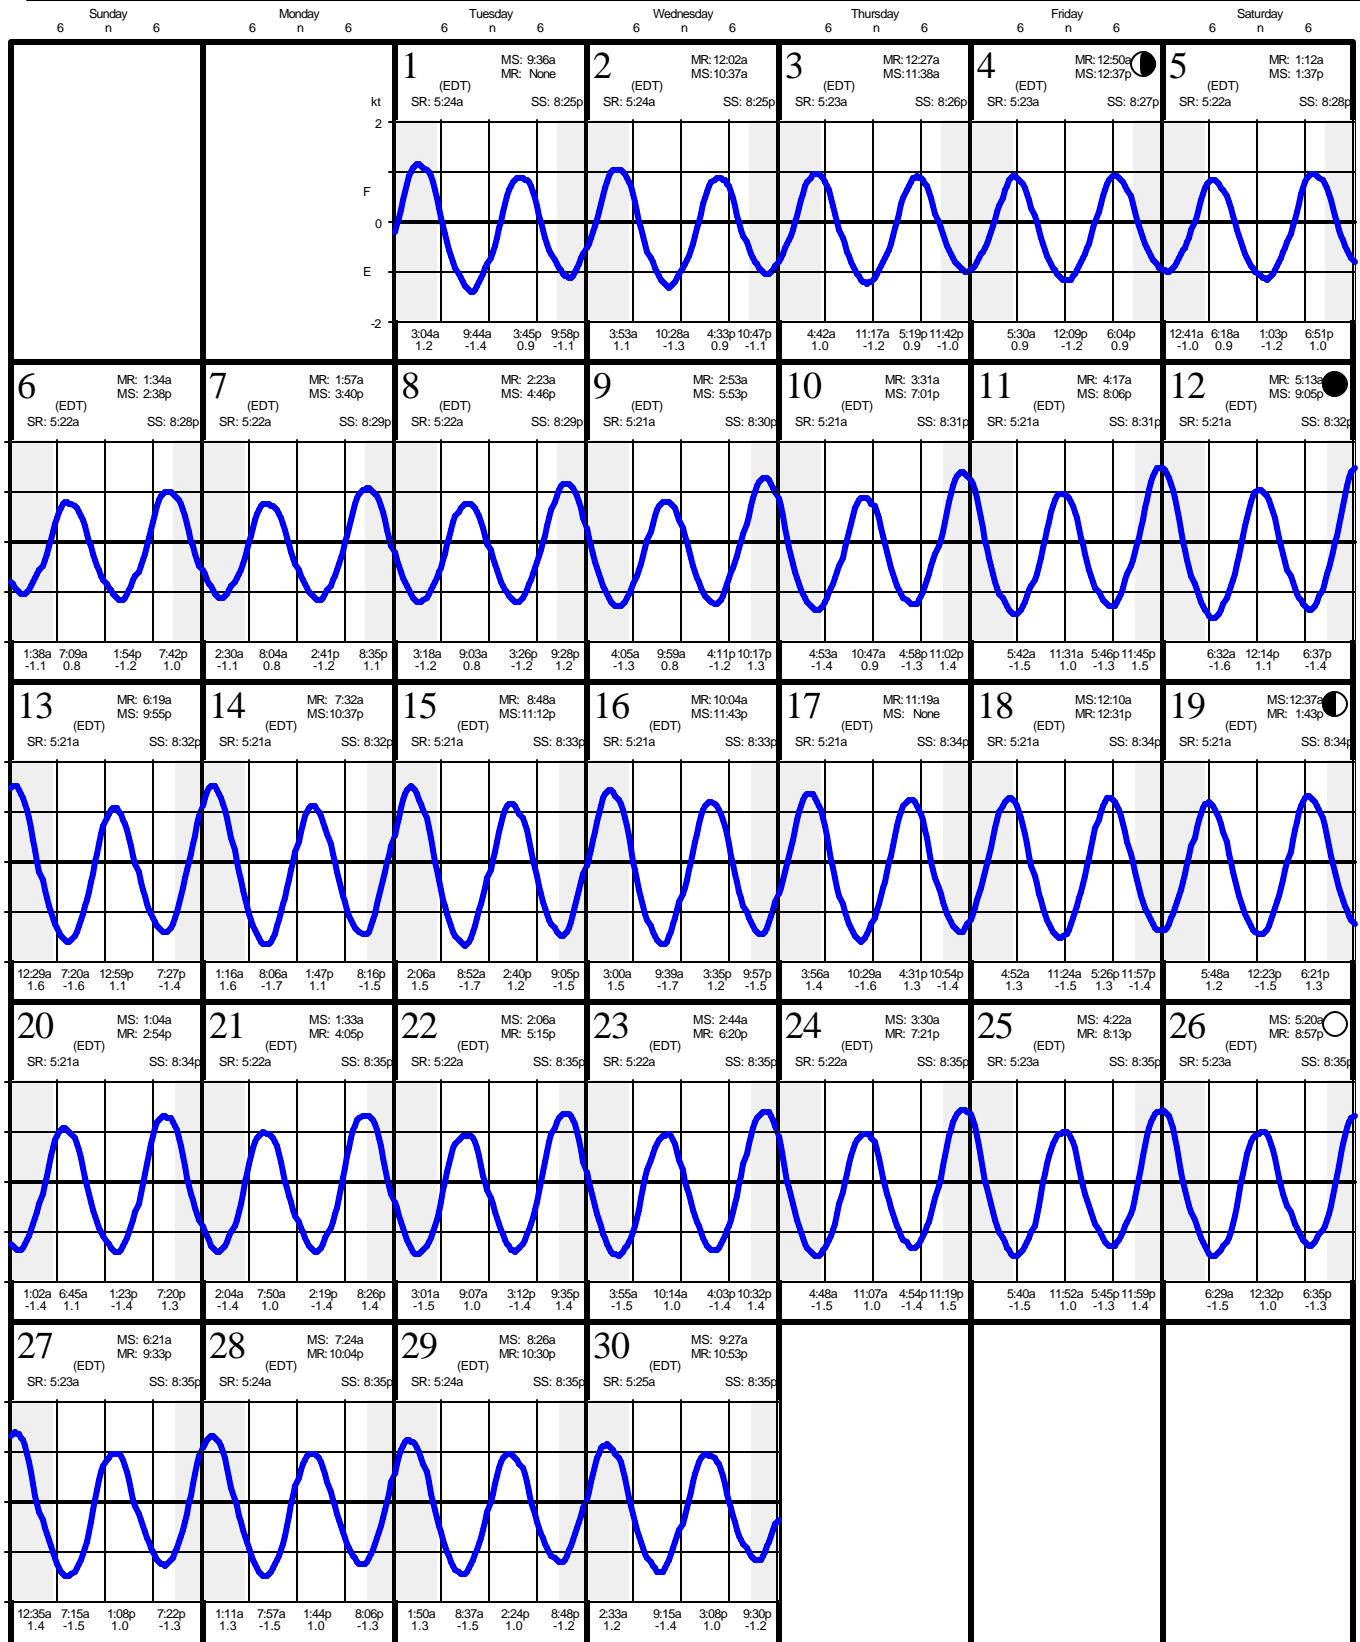 Sunday Monday Tuesday Wednesday Thursday Friday Saturday
6 n 6 6 n 6 6 n 6 6 n 6 6 n 6 6 n 6 6 n 6
1 MS: 9:36a 2 MR: 12:02a 3 MR: 12:27a 4 MR: 12:50a 5 MR: 1:12a
MR: None MS: 10:37a MS: 11:38a MS: 12:37p MS: 1:37p
(EDT) (EDT) (EDT) (EDT) (EDT)
kt SR: 5:24a SS: 8:25p SR: 5:24a SS: 8:25p SR: 5:23a SS: 8:26p SR: 5:23a SS: 8:27p SR: 5:22a SS: 8:28p
2
F
0
E
-2
3:04a 9:44a 3:45p 9:58p 3:53a 10:28a 4:33p 10:47p 4:42a 11:17a 5:19p 11:42p 5:30a 12:09p 6:04p 12:41a 6:18a 1:03p 6:51p
1.2 -1.4 0.9 -1.1 1.1 -1.3 0.9 -1.1 1.0 -1.2 0.9 -1.0 0.9 -1.2 0.9 -1.0 0.9 -1.2 1.0
6 MR: 1:34a 7 MR: 1:57a 8 MR: 2:23a 9 MR: 2:53a 10 MR: 3:31a 11 MR: 4:17a 12 MR: 5:13a
MS: 2:38p MS: 3:40p MS: 4:46p MS: 5:53p MS: 7:01p MS: 8:06p MS: 9:05p
(EDT) (EDT) (EDT) (EDT) (EDT) (EDT) (EDT)
SR: 5:22a SS: 8:28p SR: 5:22a SS: 8:29p SR: 5:22a SS: 8:29p SR: 5:21a SS: 8:30p SR: 5:21a SS: 8:31p SR: 5:21a SS: 8:31p SR: 5:21a SS: 8:32p
1:38a 7:09a 1:54p 7:42p 2:30a 8:04a 2:41p 8:35p 3:18a 9:03a 3:26p 9:28p 4:05a 9:59a 4:11p 10:17p 4:53a 10:47a 4:58p 11:02p 5:42a 11:31a 5:46p 11:45p 6:32a 12:14p 6:37p
-1.1 0.8 -1.2 1.0 -1.1 0.8 -1.2 1.1 -1.2 0.8 -1.2 1.2 -1.3 0.8 -1.2 1.3 -1.4 0.9 -1.3 1.4 -1.5 1.0 -1.3 1.5 -1.6 1.1 -1.4
13 MR: 6:19a 14 MR: 7:32a 15 MR: 8:48a 16 MR: 10:04a 17 MR: 11:19a 18 MS: 12:10a 19 MS: 12:37a
MS: 9:55p MS: 10:37p MS: 11:12p MS: 11:43p MS: None MR: 12:31p MR: 1:43p
(EDT) (EDT) (EDT) (EDT) (EDT) (EDT) (EDT)
SR: 5:21a SS: 8:32p SR: 5:21a SS: 8:32p SR: 5:21a SS: 8:33p SR: 5:21a SS: 8:33p SR: 5:21a SS: 8:34p SR: 5:21a SS: 8:34p SR: 5:21a SS: 8:34p
12:29a 7:20a 12:59p 7:27p 1:16a 8:06a 1:47p 8:16p 2:06a 8:52a 2:40p 9:05p 3:00a 9:39a 3:35p 9:57p 3:56a 10:29a 4:31p 10:54p 4:52a 11:24a 5:26p 11:57p 5:48a 12:23p 6:21p
1.6 -1.6 1.1 -1.4 1.6 -1.7 1.1 -1.5 1.5 -1.7 1.2 -1.5 1.5 -1.7 1.2 -1.5 1.4 -1.6 1.3 -1.4 1.3 -1.5 1.3 -1.4 1.2 -1.5 1.3
20 MS: 1:04a 21 MS: 1:33a 22 MS: 2:06a 23 MS: 2:44a 24 MS: 3:30a 25 MS: 4:22a 26 MS: 5:20a
MR: 2:54p MR: 4:05p MR: 5:15p MR: 6:20p MR: 7:21p MR: 8:13p MR: 8:57p
(EDT) (EDT) (EDT) (EDT) (EDT) (EDT) (EDT)
SR: 5:21a SS: 8:34p SR: 5:22a SS: 8:35p SR: 5:22a SS: 8:35p SR: 5:22a SS: 8:35p SR: 5:22a SS: 8:35p SR: 5:23a SS: 8:35p SR: 5:23a SS: 8:35p
1:02a 6:45a 1:23p 7:20p 2:04a 7:50a 2:19p 8:26p 3:01a 9:07a 3:12p 9:35p 3:55a 10:14a 4:03p 10:32p 4:48a 11:07a 4:54p 11:19p 5:40a 11:52a 5:45p 11:59p 6:29a 12:32p 6:35p
-1.4 1.1 -1.4 1.3 -1.4 1.0 -1.4 1.4 -1.5 1.0 -1.4 1.4 -1.5 1.0 -1.4 1.4 -1.5 1.0 -1.4 1.5 -1.5 1.0 -1.3 1.4 -1.5 1.0 -1.3
27 MS: 6:21a 28 MS: 7:24a 29 MS: 8:26a 30 MS: 9:27a
MR: 9:33p MR: 10:04p MR: 10:30p MR: 10:53p
(EDT) (EDT) (EDT) (EDT)
SR: 5:23a SS: 8:35p SR: 5:24a SS: 8:35p SR: 5:24a SS: 8:35p SR: 5:25a SS: 8:35p
12:35a 7:15a 1:08p 7:22p 1:11a 7:57a 1:44p 8:06p 1:50a 8:37a 2:24p 8:48p 2:33a 9:15a 3:08p 9:30p
1.4 -1.5 1.0 -1.3 1.3 -1.5 1.0 -1.3 1.3 -1.5 1.0 -1.2 1.2 -1.4 1.0 -1.2